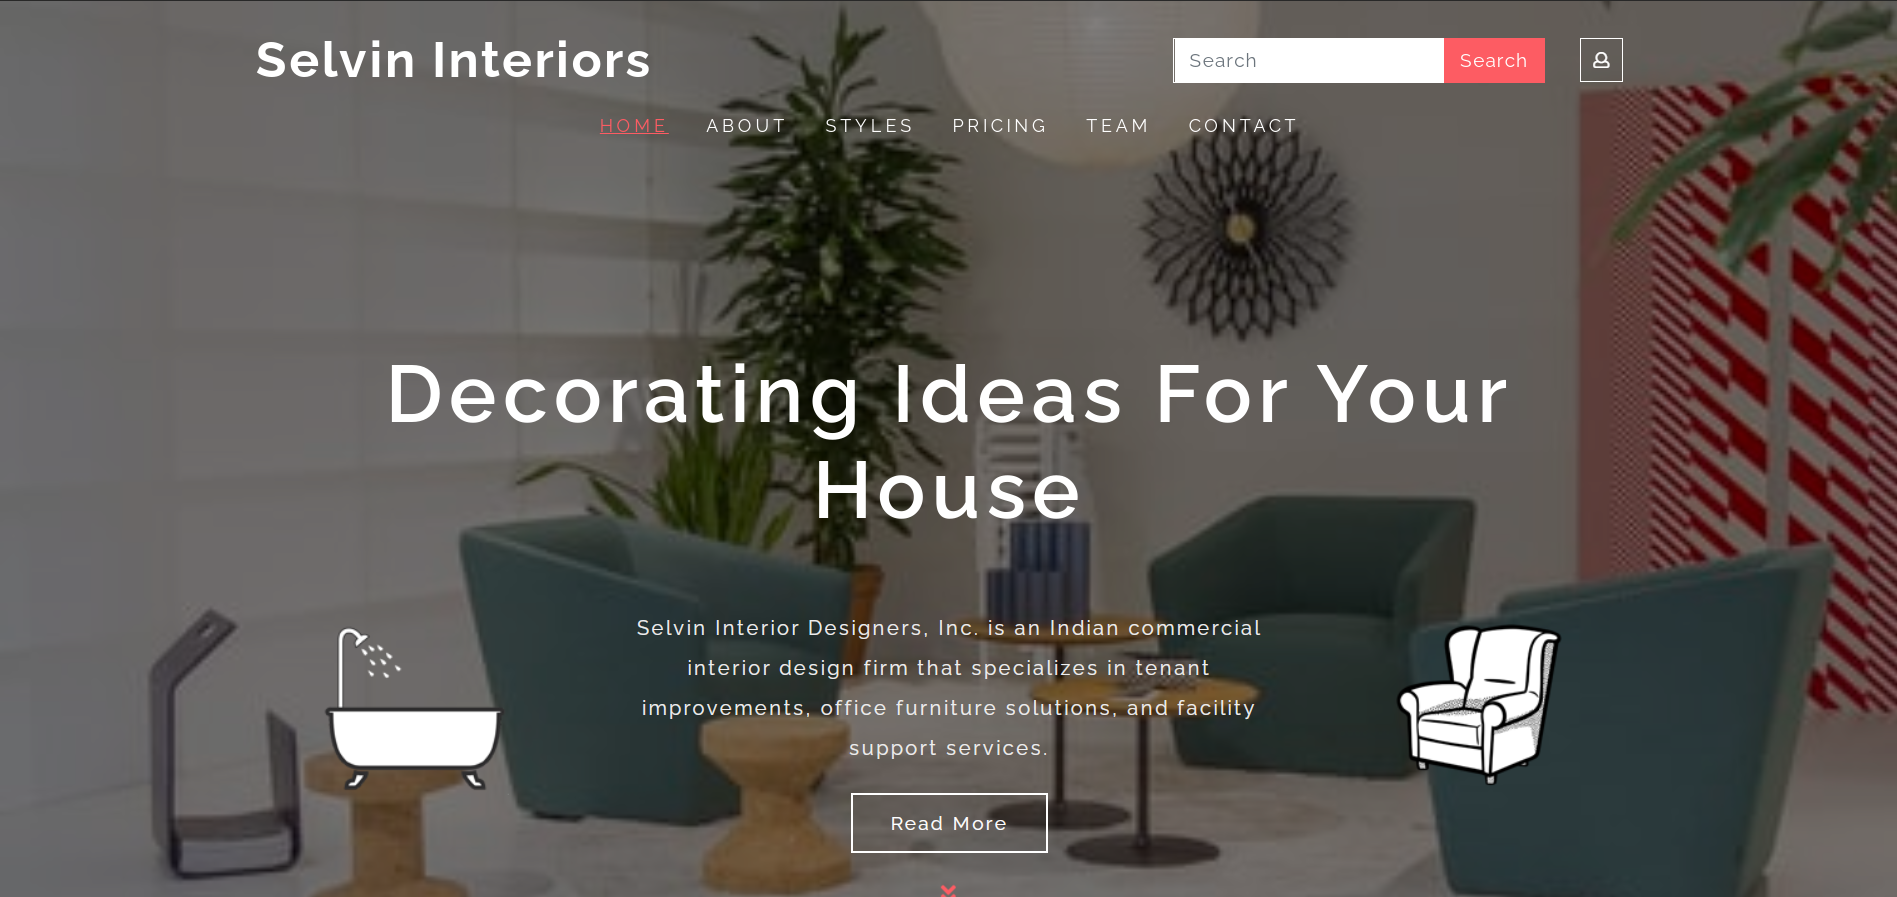 Selvin Interiors
Search
Search
HOME ABOUT STYLES PRICING TEAM CONTACT
Decorating Ideas For Your
House
Selvin Interior Designers, Inc. is an Indian commercial
interior design firm that specializes in tenant
improvements, office furniture solutions, and facility
support services.
Read More